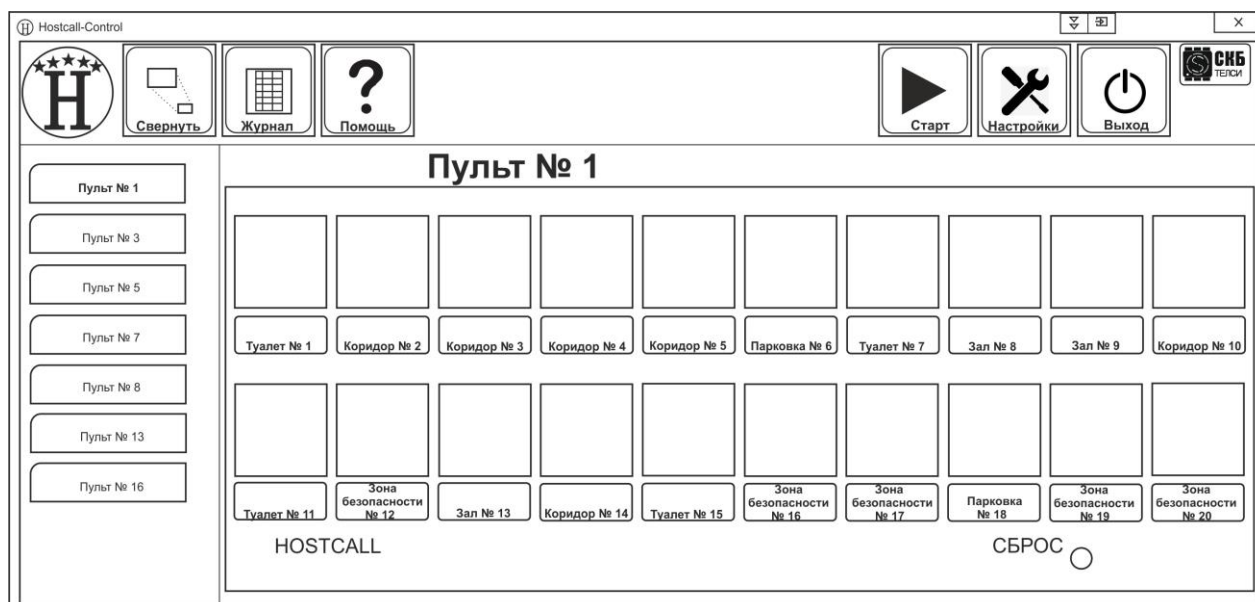 Hostcall-Control
H
Свернуть
Журнал
Помощь
Старт
Настройки
Выход
S СКБ
ТЕЛСИ
Пульт № 1
Пульт № 3
Пульт № 5
Пульт № 7
Пульт № 8
Пульт № 13
Пульт № 16
Пульт № 1
Туалет № 1
Коридор № 2
Коридор № 3
Коридор № 4
Коридор № 5
Парковка № 6
Туалет № 7
Зал № 8
Зал № 9
Коридор № 10
Туалет № 11
Зона
безопасности
№ 12
Зал № 13
Коридор № 14
Туалет № 15
Зона
безопасности
№ 16
Зона
безопасности
№ 17
Парковка
№ 18
Зона
безопасности
№ 19
Зона
безопасности
№ 20
HOSTCALL
СБРОС